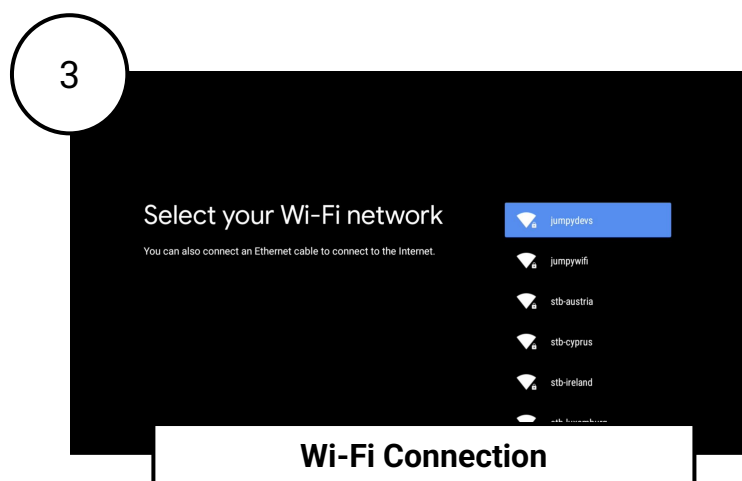 3
Select your Wi-Fi network
You can also connect an Ethernet cable to connect to the Internet.
jumpydevs
jumpywifi
stb-austria
stb-cyprus
stb-ireland
Wi-Fi Connection